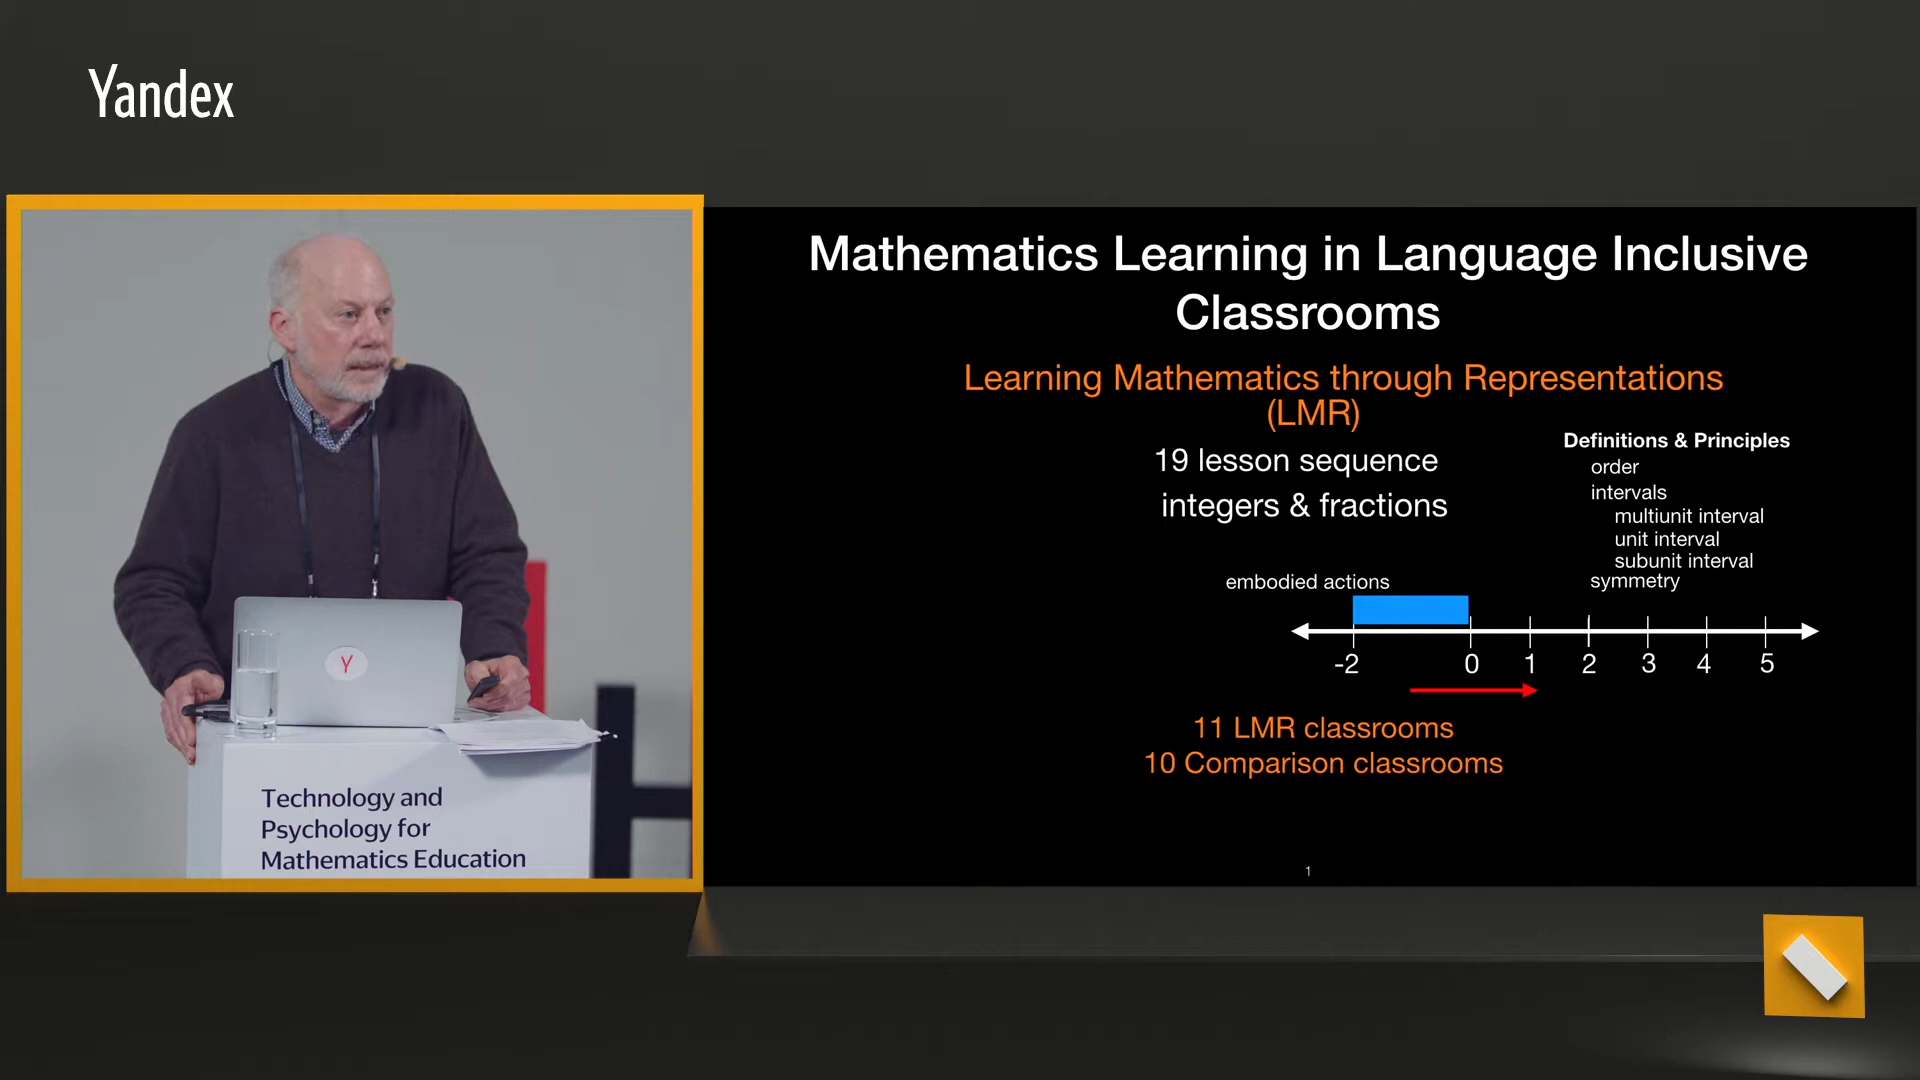 Yandex
Mathematics Learning in Language Inclusive
Classrooms
Learning Mathematics through Representations
(LMR)
19 lesson sequence
integers & fractions
Definitions & Principles
order
intervals
multiunit interval
unit interval
subunit interval
symmetry
embodied actions
-2 0 1 2 3 4 5
11 LMR classrooms
10 Comparison classrooms
1
Y
Technology and
Psychology for
Mathematics Education